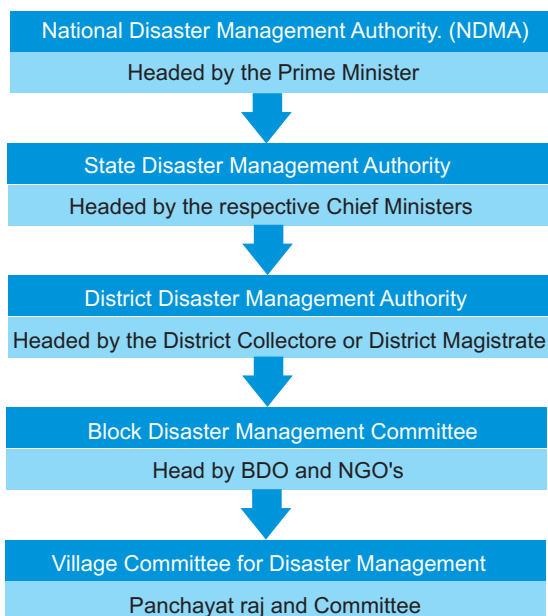 National Disaster Management Authority. (NDMA)
Headed by the Prime Minister
State Disaster Management Authority
Headed by the respective Chief Ministers
District Disaster Management Authority
Headed by the District Collectore or District Magistrate
Block Disaster Management Committee
Head by BDO and NGO's
Village Committee for Disaster Management
Panchayat raj and Committee